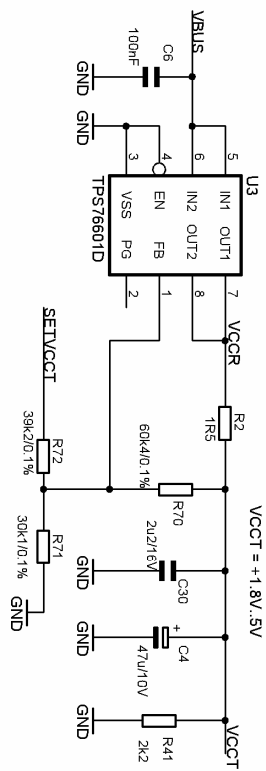 VBUS
C6
100nF
GND
GND
U3
5
6
4
3
IN1 OUT1
IN2 OUT2
EN FB
VSS PG
TPS76601D
7
8
1
2
VCCR
R2
1R5
SETVCCT
R72
39k2/0.1%
R70
60k4/0.1%
R71
30k1/0.1%
GND
VCCT = +1.8V..5V
C30
2u2/16V
GND
+
C4
47u/10V
GND
R41
2k2
GND
VCCT